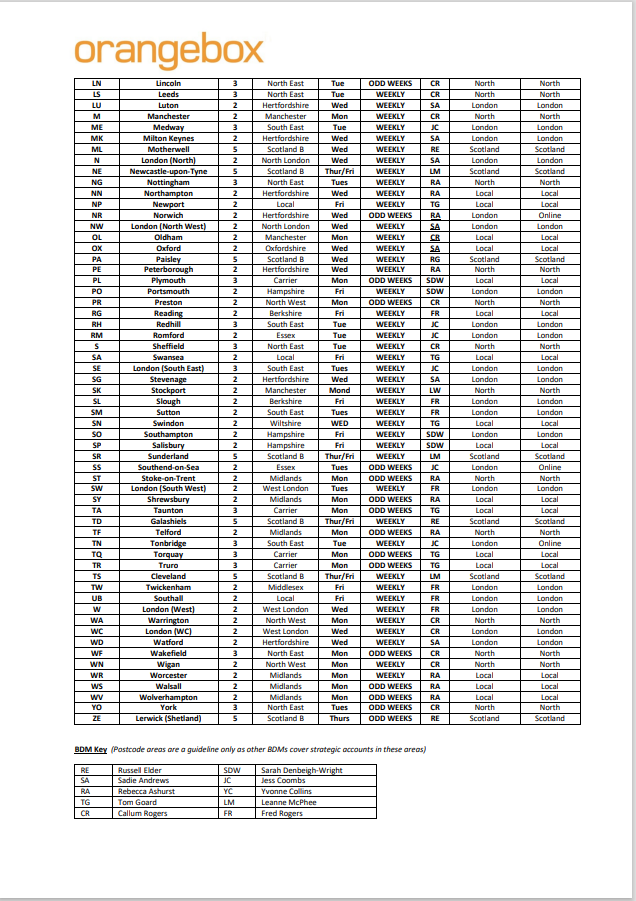 orangebox
LN Lincoln 3 North East Tue ODD WEEKS CR North North
LS Leeds 3 North East Tue WEEKLY CR North North
LU Luton 2 Hertfordshire Wed WEEKLY SA London London
M Manchester 2 Manchester Mon WEEKLY CR North North
ME Medway 3 South East Tue WEEKLY JC London London
MK Milton Keynes 2 Hertfordshire Wed WEEKLY SA London London
ML Motherwell 5 Scotland B Wed WEEKLY RE Scotland Scotland
N London (North) 2 North London Wed WEEKLY SA London London
NE Newcastle-upon-Tyne 5 Scotland B Thur/Fri WEEKLY LM Scotland Scotland
NG Nottingham 3 North East Tues WEEKLY RA North North
NN Northampton 2 Hertfordshire Wed WEEKLY RA Local Local
NP Newport 2 Local Fri WEEKLY TG Local Local
NR Norwich 2 Hertfordshire Wed ODD WEEKS RA London Online
NW London (North West) 2 North London Wed WEEKLY SA London London
OL Oldham 2 Manchester Mon WEEKLY CR Local Local
OX Oxford 2 Oxfordshire Wed WEEKLY SA Local Local
PA Paisley 5 Scotland B Wed WEEKLY RG Scotland Scotland
PE Peterborough 2 Hertfordshire Wed WEEKLY RA North North
PL Plymouth 3 Carrier Mon ODD WEEKS SDW Local Local
PO Portsmouth 2 Hampshire Fri WEEKLY SDW London London
PR Preston 2 North West Mon ODD WEEKS CR North North
RG Reading 2 Berkshire Fri WEEKLY FR Local Local
RH Redhill 3 South East Tue WEEKLY JC London London
RM Romford 2 Essex Tue WEEKLY JC London London
S Sheffield 3 North East Tue WEEKLY CR North North
SA Swansea 2 Local Fri WEEKLY TG Local Local
SE London (South East) 3 South East Tues WEEKLY JC London London
SG Stevenage 2 Hertfordshire Wed WEEKLY SA London London
SK Stockport 2 Manchester Mond WEEKLY LW North North
SL Slough 2 Berkshire Fri WEEKLY FR London London
SM Sutton 2 South East Tues WEEKLY FR London London
SN Swindon 2 Wiltshire WED WEEKLY TG Local Local
SO Southampton 2 Hampshire Fri WEEKLY SDW London London
SP Salisbury 2 Hampshire Fri WEEKLY SDW Local Local
SR Sunderland 5 Scotland B Thur/Fri WEEKLY LM Scotland Scotland
SS Southend-on-Sea 2 Essex Tues ODD WEEKS JC London Online
ST Stoke-on-Trent 2 Midlands Mon ODD WEEKS RA North North
SW London (South West) 2 West London Tues WEEKLY FR London London
SY Shrewsbury 2 Midlands Mon ODD WEEKS RA Local Local
TA Taunton 3 Carrier Mon ODD WEEKS TG Local Local
TD Galashiels 5 Scotland B Thur/Fri WEEKLY RE Scotland Scotland
TF Telford 2 Midlands Mon ODD WEEKS RA North North
TN Tonbridge 3 South East Tue WEEKLY JC London Online
TQ Torquay 3 Carrier Mon ODD WEEKS TG Local Local
TR Truro 3 Carrier Mon ODD WEEKS TG Local Local
TS Cleveland 5 Scotland B Thur/Fri WEEKLY LM Scotland Scotland
TW Twickenham 2 Middlesex Fri WEEKLY FR London London
UB Southall 2 Local Fri WEEKLY FR London London
W London (West) 2 West London Wed WEEKLY FR London London
WA Warrington 2 North West Mon WEEKLY CR North North
WC London (WC) 2 West London Wed WEEKLY CR London London
WD Watford 2 Hertfordshire Wed WEEKLY SA London London
WF Wakefield 3 North East Mon ODD WEEKS CR North North
WN Wigan 2 North West Mon WEEKLY CR North North
WR Worcester 2 Midlands Mon WEEKLY RA Local Local
WS Walsall 2 Midlands Mon ODD WEEKS RA Local Local
WV Wolverhampton 2 Midlands Mon ODD WEEKS RA Local Local
YO York 3 North East Tues ODD WEEKS CR North North
ZE Lerwick (Shetland) 5 Scotland B Thurs ODD WEEKS RE Scotland Scotland
BDM Key (Postcode areas are a guideline only as other BDMs cover strategic accounts in these areas)
RE Russell Elder SDW Sarah Denbeigh-Wright
SA Sadie Andrews JC Jess Coombs
RA Rebecca Ashurst YC Yvonne Collins
TG Tom Goard LM Leanne McPhee
CR Callum Rogers FR Fred Rogers